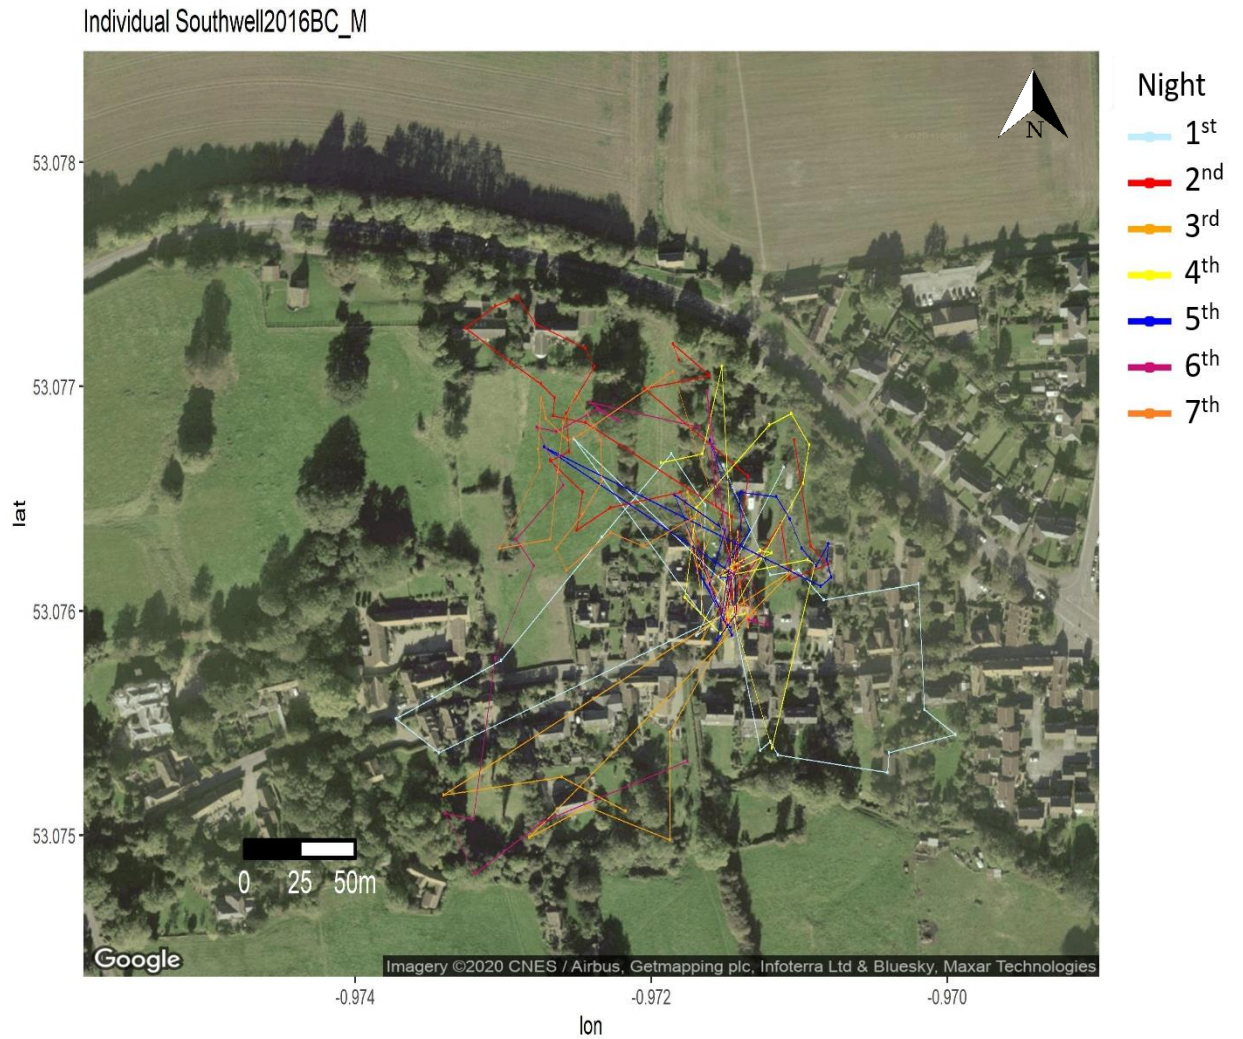 Individual Southwell2016BC_M
N
Night
1st
2nd
3rd
4th
5th
6th
7th
53.078
53.077
53.076
53.075
lat
0 25 50m
Google
Imagery ©2020 CNES / Airbus, Getmapping plc, Infoterra Ltd & Bluesky, Maxar Technologies
-0.974 -0.972 -0.970
lon